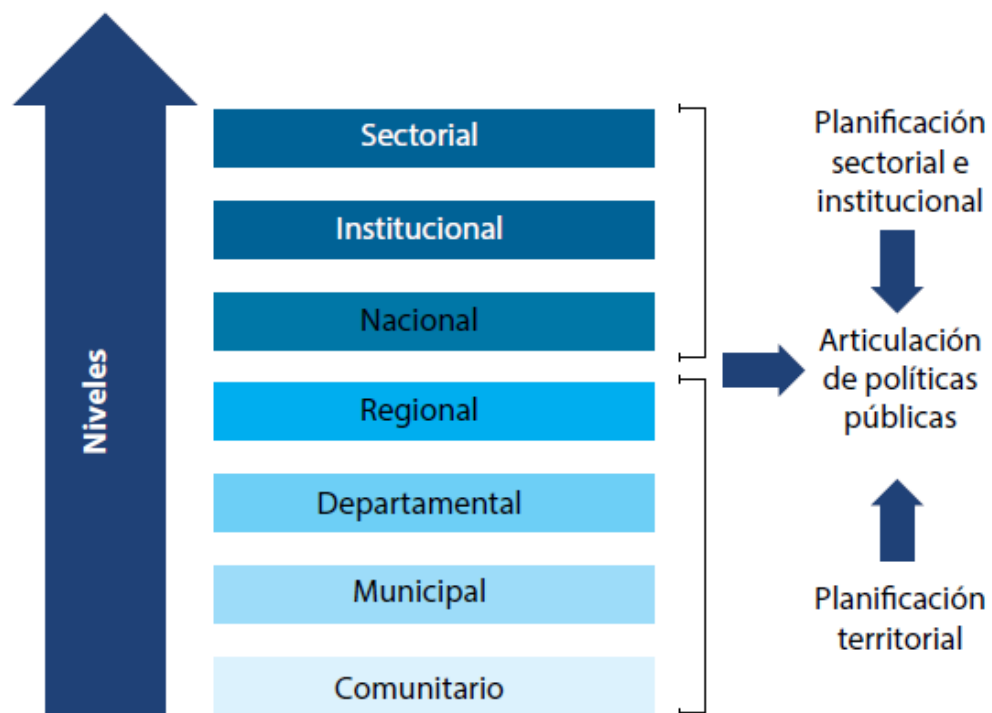 Niveles
Sectorial
Institucional
Nacional
Regional
Departamental
Municipal
Comunitario
Planificación
sectorial e
institucional
Articulación
de políticas
públicas
Planificación
territorial